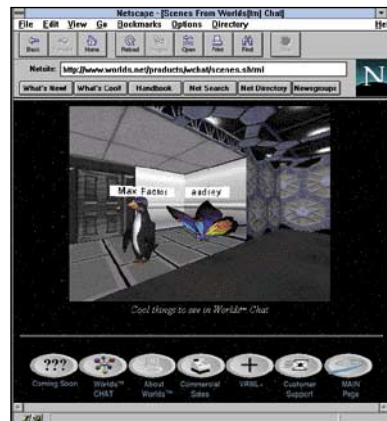 Netscape - [Scenes From Worlds[tm] Chat]
File Edit View Go Bookmarks Options Directory Hel
Back Forward Home Reload Images Open Print Find Stop
Netsite: http://www.worlds.net/products/wchat/scenes.shtml
N
What's New! What's Cool! Handbook Net Search Net Directory Newsgroups
Max Factor audrey
Cool things to see in Worlds™ Chat
??? +
Coming Soon Worlds™ CHAT About Worlds™ Commercial Sales VRML+ Customer Support MAIN Page